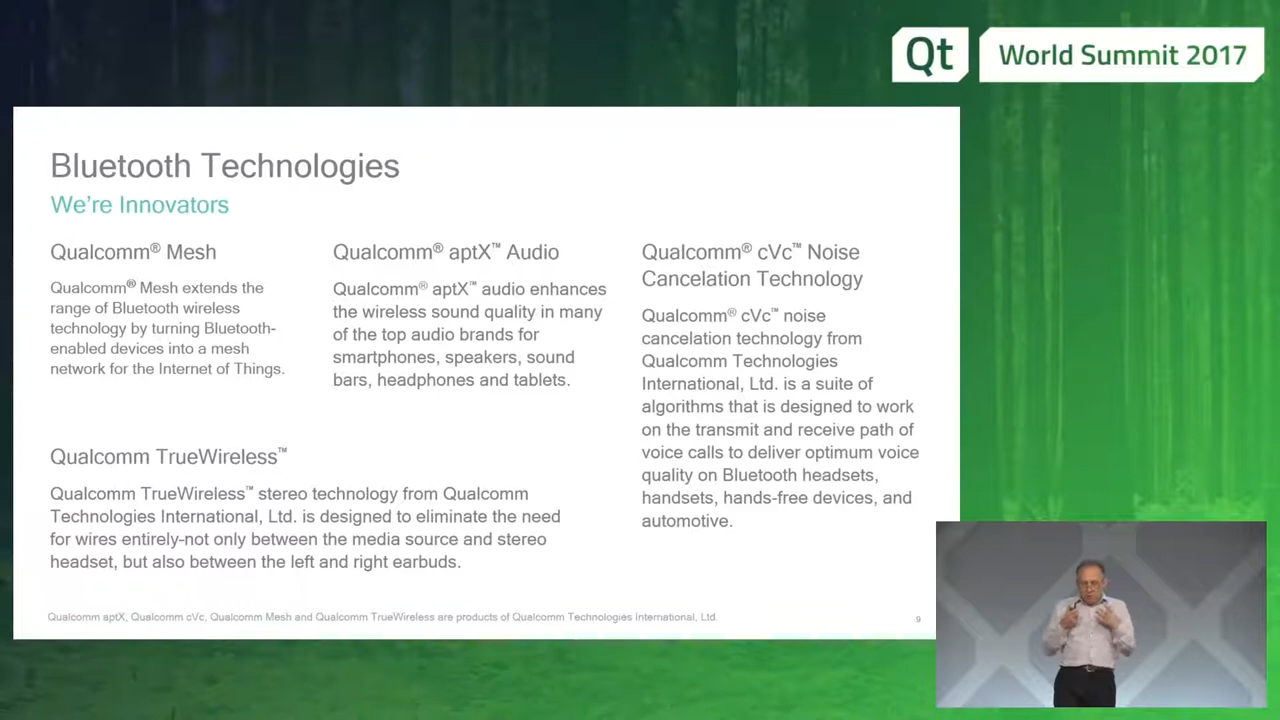 Qt World Summit 2017
Bluetooth Technologies
We're Innovators
Qualcomm® Mesh
Qualcomm® Mesh extends the
range of Bluetooth wireless
technology by turning Bluetooth-
enabled devices into a mesh
network for the Internet of Things.
Qualcomm® aptX™ Audio
Qualcomm® aptX™ audio enhances
the wireless sound quality in many
of the top audio brands for
smartphones, speakers, sound
bars, headphones and tablets.
Qualcomm® cVc™ Noise
Cancelation Technology
Qualcomm® cVc™ noise
cancelation technology from
Qualcomm Technologies
International, Ltd. is a suite of
algorithms that is designed to work
on the transmit and receive path of
voice calls to deliver optimum voice
quality on Bluetooth headsets,
handsets, hands-free devices, and
automotive.
Qualcomm TrueWireless™
Qualcomm TrueWireless™ stereo technology from Qualcomm
Technologies International, Ltd. is designed to eliminate the need
for wires entirely-not only between the media source and stereo
headset, but also between the left and right earbuds.
Qualcomm aptX, Qualcomm cVc, Qualcomm Mesh and Qualcomm TrueWireless are products of Qualcomm Technologies International, Ltd.
9